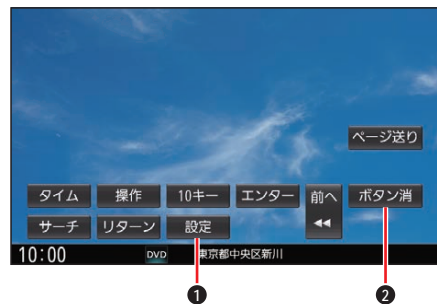 ページ送り
タイム 操作 10キー エンター 前へ ボタン消
サーチ リターン 設定
10:00 DVD 東京都中央区新川
❶ ❷